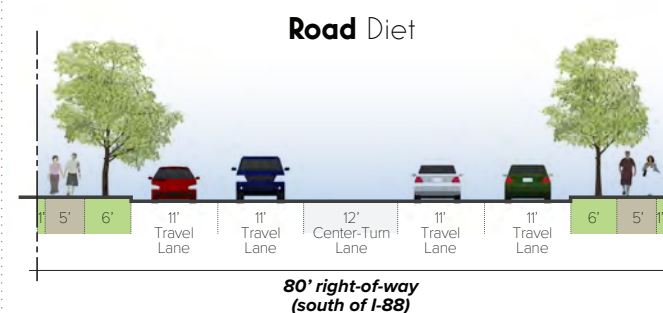 Road Diet
1' 5' 6' 11' 11' 12' 11' 11' 6' 5' 1'
Travel Travel Center-Turn Travel Travel
Lane Lane Lane Lane Lane
80' right-of-way
(south of I-88)